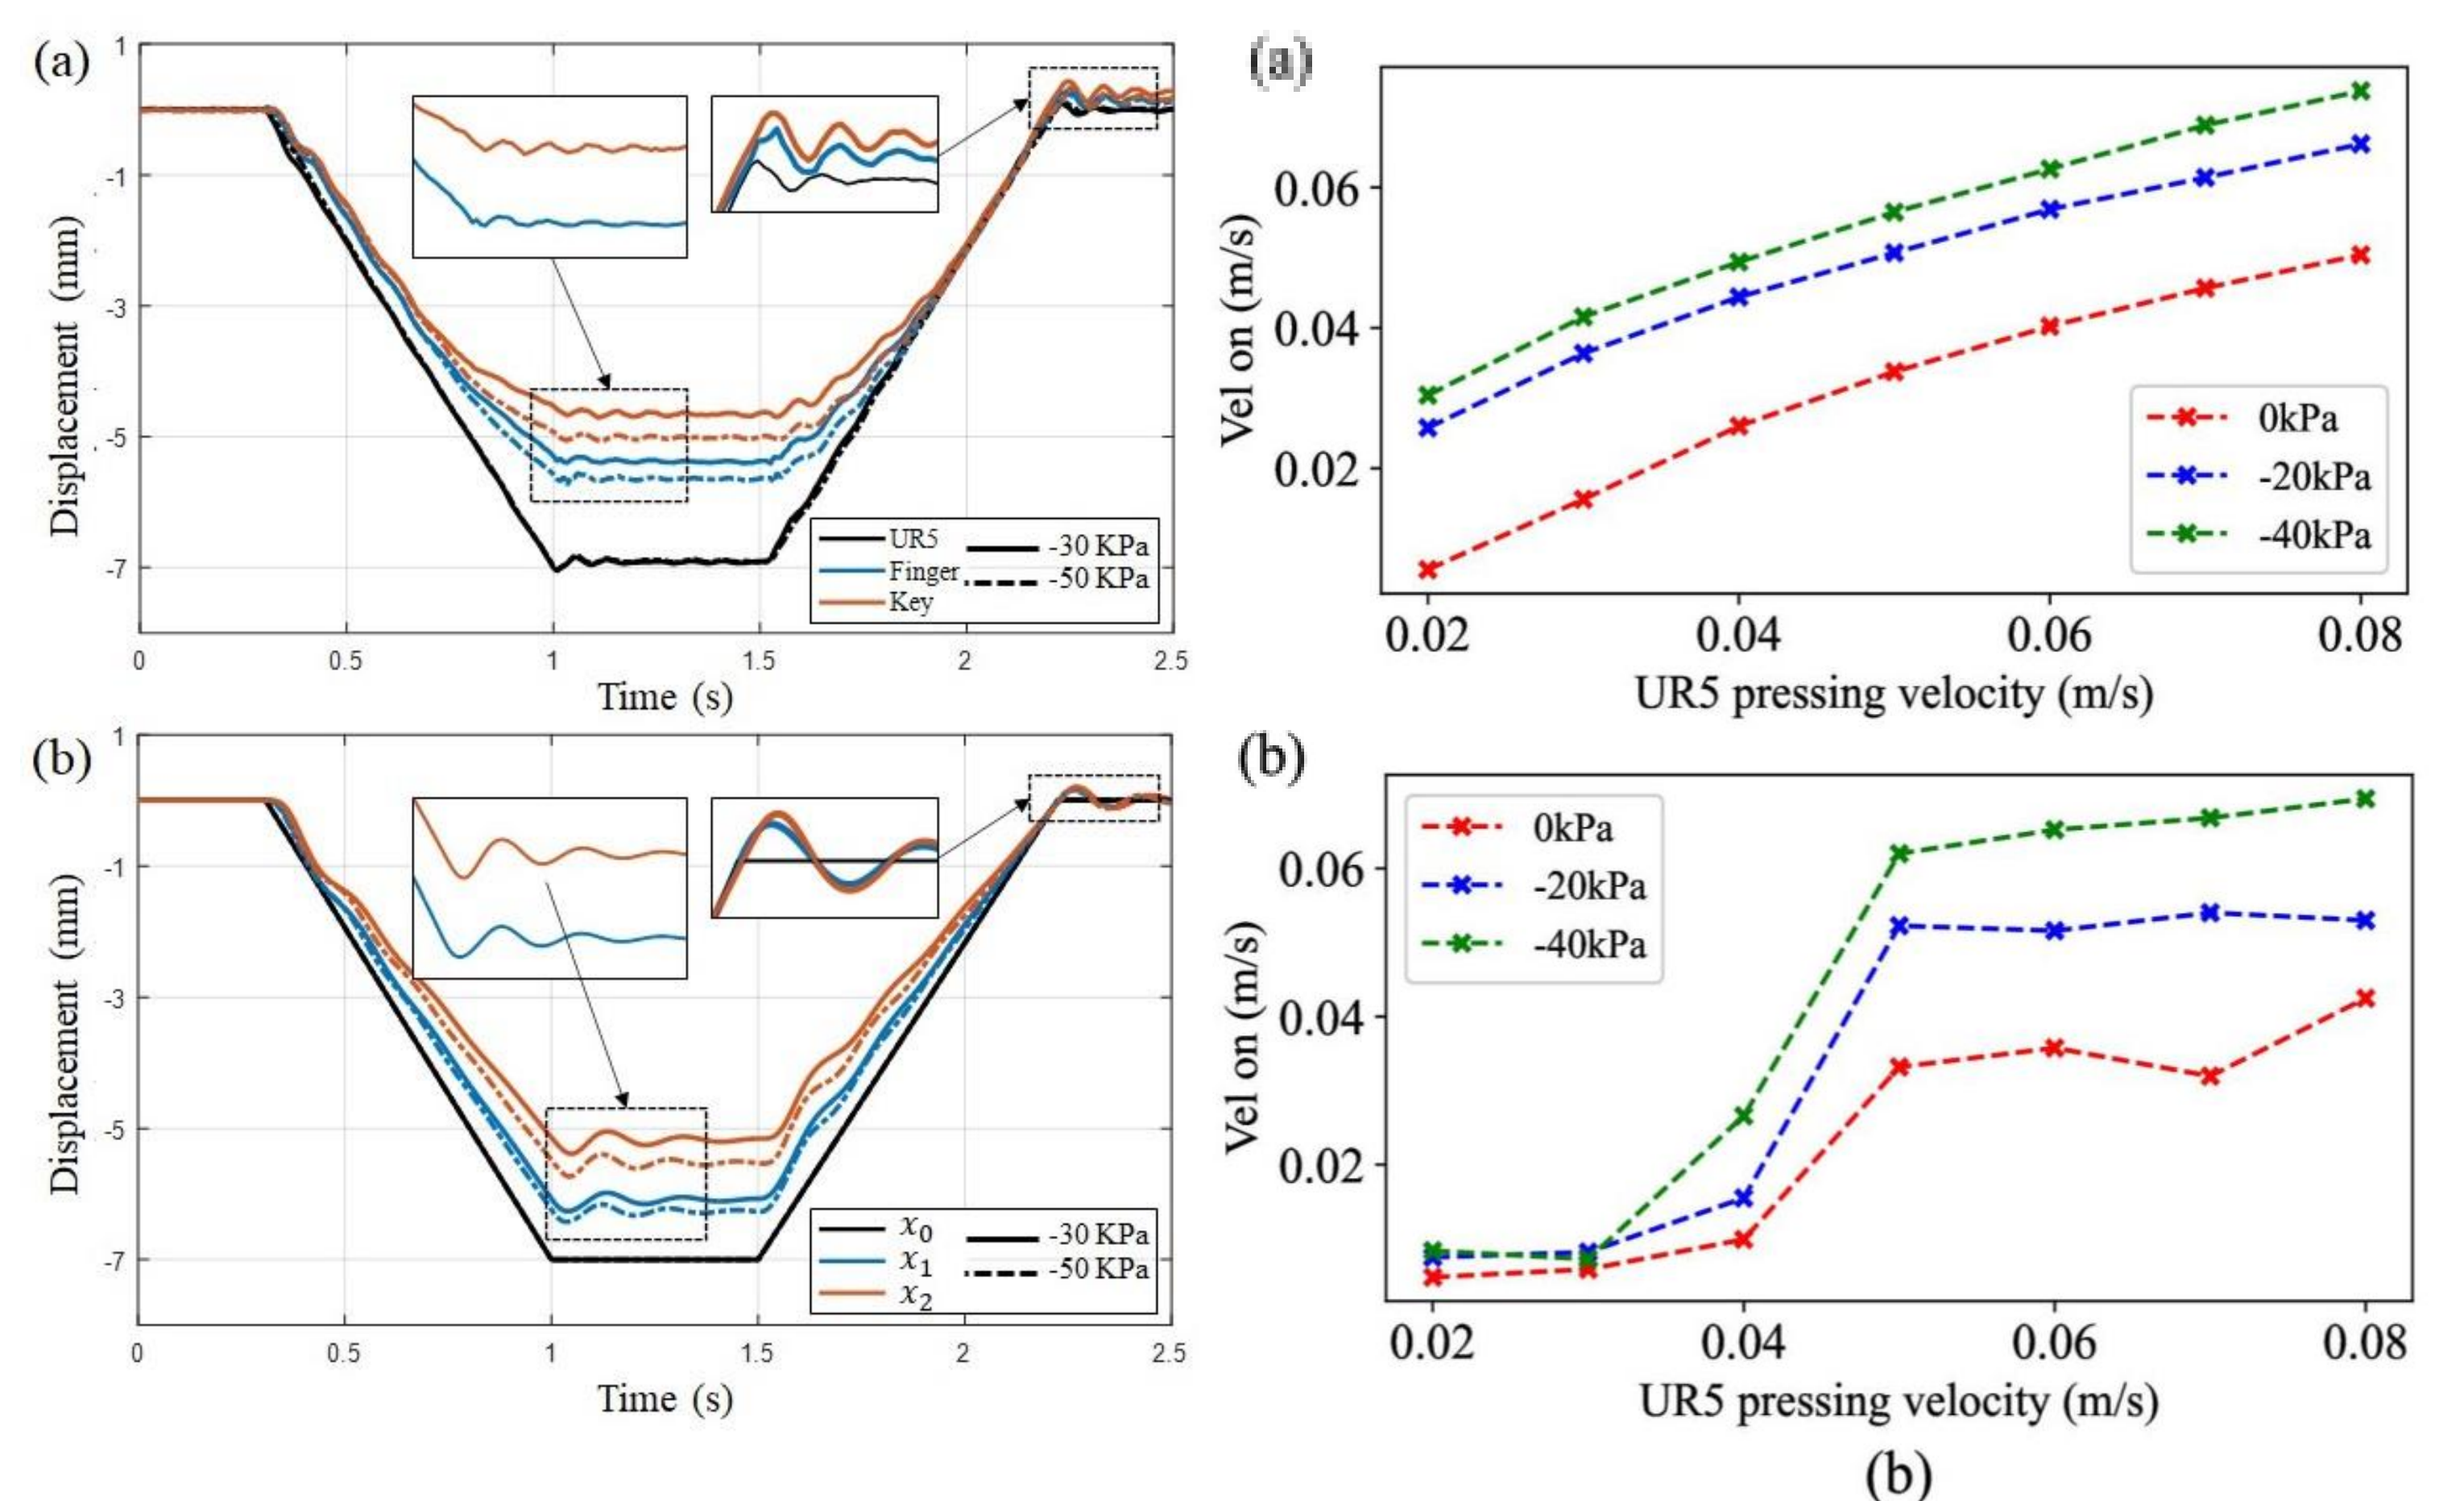 (a)
1
-1
-3
-5
-7
Displacement (mm)
UR5
Finger
Key
-30 KPa
-50 KPa
0
0.5
1
1.5
2
2.5
Time (s)
(b)
1
-1
-3
-5
-7
Displacement (mm)
x0
x1
x2
-30 KPa
-50 KPa
0
0.5
1
1.5
2
2.5
Time (s)
(a)
0.06
0.04
0.02
Vel on (m/s)
0kPa
-20kPa
-40kPa
0.02
0.04
0.06
0.08
UR5 pressing velocity (m/s)
(b)
0kPa
-20kPa
-40kPa
0.06
0.04
0.02
Vel on (m/s)
0.02
0.04
0.06
0.08
UR5 pressing velocity (m/s)
(b)